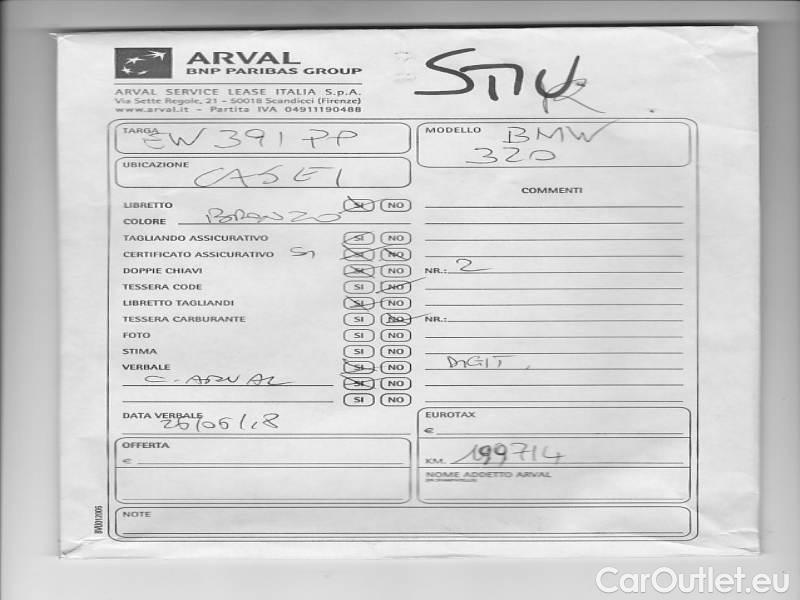 ARVAL
BNP PARIBAS GROUP
ARVAL SERVICE LEASE ITALIA S.p.A.
Via Sette Regole, 21 - 50018 Scandicci (Firenze)
www.arval.it - Partita IVA 04911190488
TARGA EW 391 PP
MODELLO BMW
320
UBICAZIONE
CASEI
COMMENTI
LIBRETTO SI NO
COLORE BRONZO
TAGLIANDO ASSICURATIVO SI NO
CERTIFICATO ASSICURATIVO SI SI NO
DOPPIE CHIAVI SI NO NR.: 2
TESSERA CODE SI NO
LIBRETTO TAGLIANDI SI NO
TESSERA CARBURANTE SI NO NR.:
FOTO SI NO
STIMA SI NO
VERBALE SI NO DIGIT.
C. ARVAL SI NO
SI NO
DATA VERBALE 26/06/18
EUROTAX
€
OFFERTA
€
KM. 199714
NOME ADDETTO ARVAL
(IN STAMPATELLO)
NOTE
CarOutlet.eu